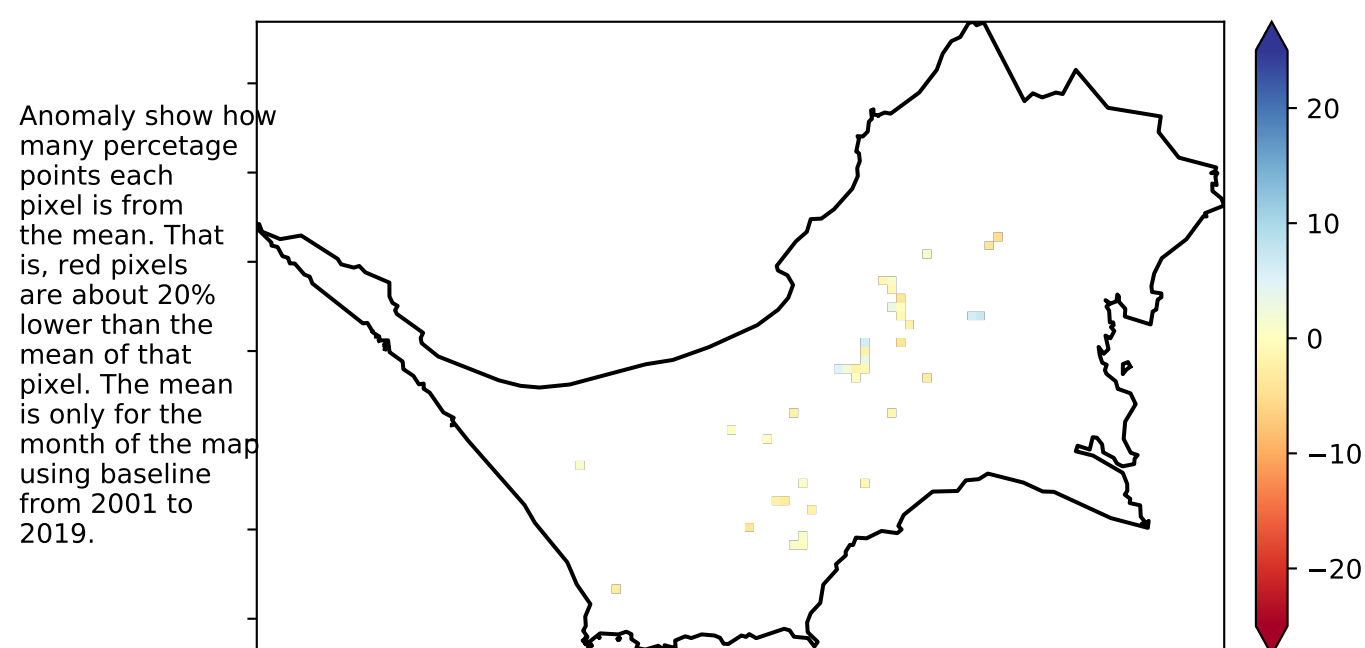 Anomaly show how
many percetage
points each
pixel is from
the mean. That
is, red pixels
are about 20%
lower than the
mean of that
pixel. The mean
is only for the
month of the map
using baseline
from 2001 to
2019.
20
10
0
−10
−20